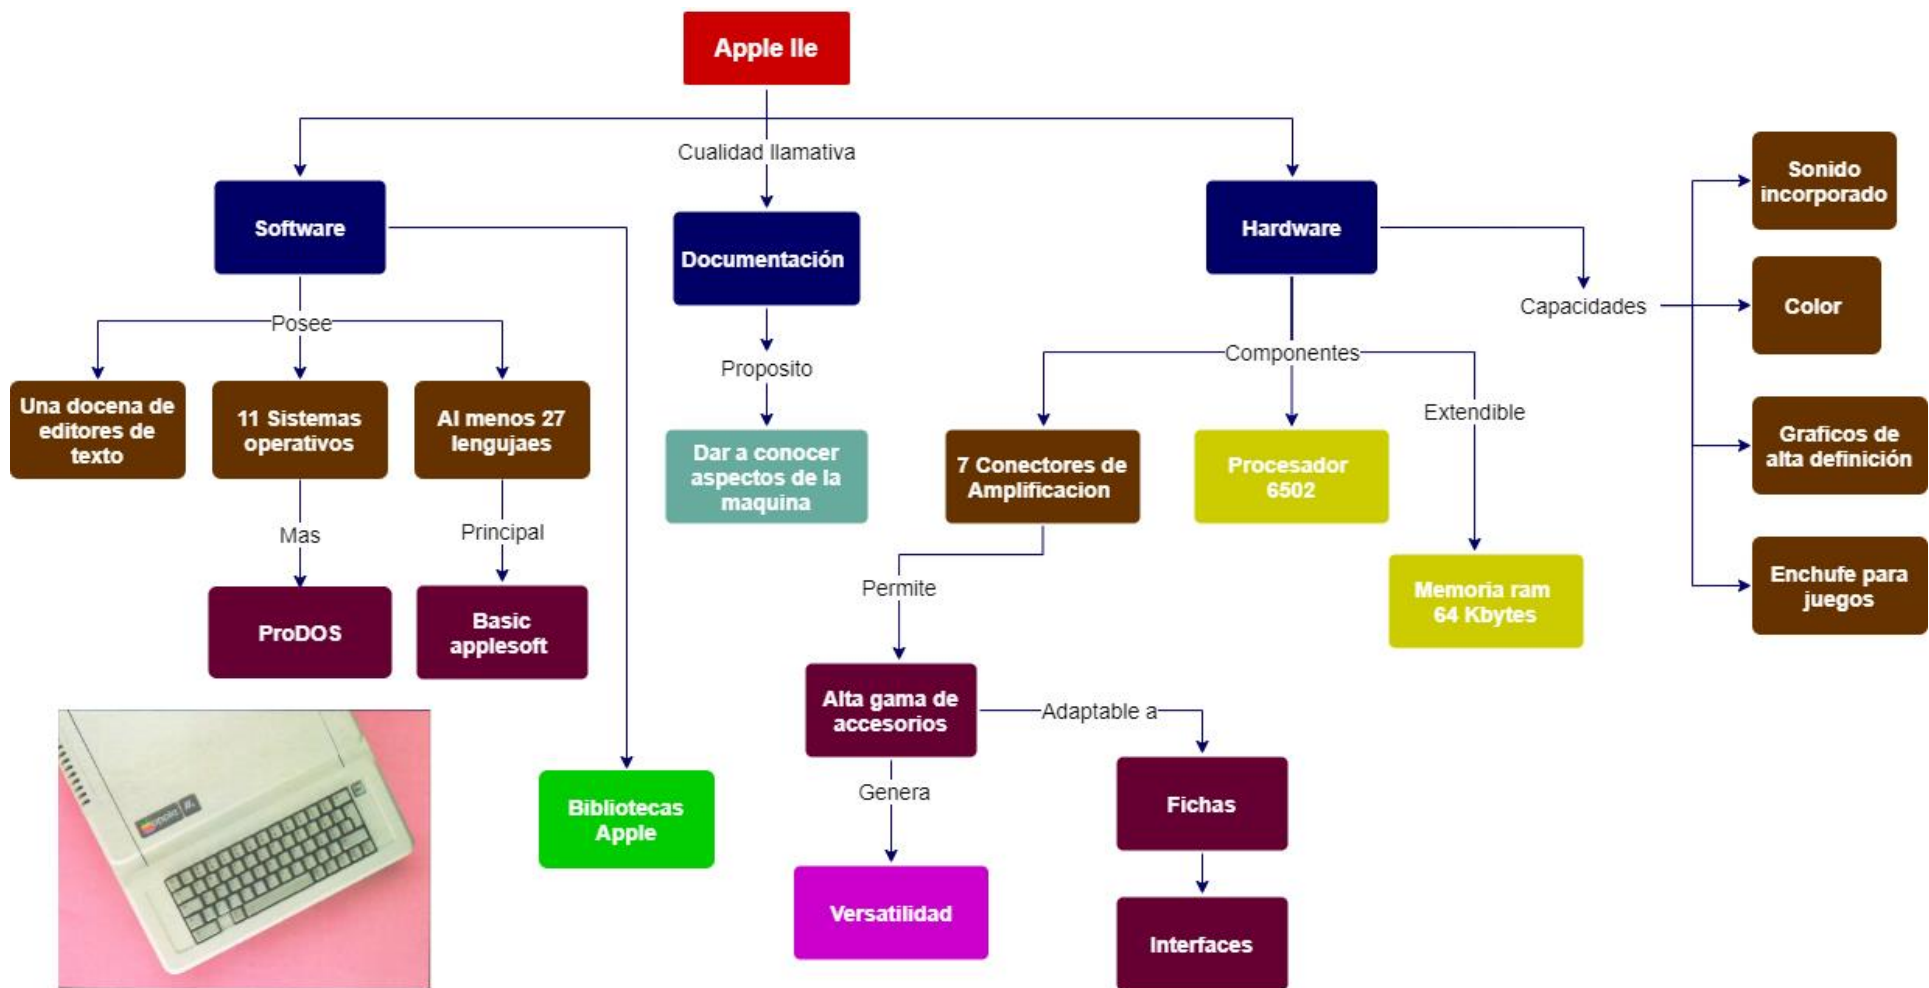 Apple IIe
Cualidad llamativa
Software
Documentación
Hardware
Sonido
incorporado
Color
Graficos de
alta definición
Enchufe para
juegos
Capacidades
Posee
Una docena de
editores de
texto
11 Sistemas
operativos
Al menos 27
lengujaes
Mas
Principal
ProDOS
Basic
applesoft
Bibliotecas
Apple
Proposito
Dar a conocer
aspectos de la
maquina
Componentes
Extendible
7 Conectores de
Amplificacion
Procesador
6502
Memoria ram
64 Kbytes
Permite
Alta gama de
accesorios
Adaptable a
Genera
Versatilidad
Fichas
Interfaces
apple //e